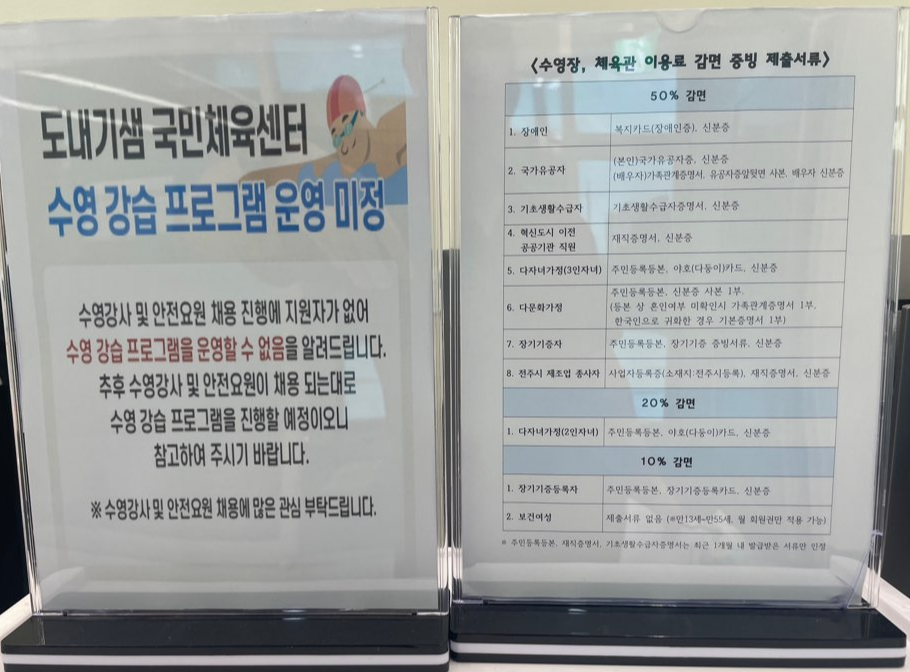 도내기샘 국민체육센터
수영 강습 프로그램 운영 미정
수영강사 및 안전요원 채용 진행에 지원자가 없어
수영 강습 프로그램을 운영할 수 없음을 알려드립니다.
추후 수영강사 및 안전요원이 채용 되는대로
수영 강습 프로그램을 진행할 예정이오니
참고하여 주시기 바랍니다.
※ 수영강사 및 안전요원 채용에 많은 관심 부탁드립니다.
<수영장, 체육관 이용료 감면 증빙 제출서류>
50% 감면
1. 장애인 복지카드(장애인증), 신분증
2. 국가유공자 (본인)국가유공자증, 신분증
(배우자)가족관계증명서, 유공자증앞뒷면 사본, 배우자 신분증
3. 기초생활수급자 기초생활수급자증명서, 신분증
4. 혁신도시 이전
공공기관 직원 재직증명서, 신분증
5. 다자녀가정(3인자녀) 주민등록등본, 야호(다둥이)카드, 신분증
6. 다문화가정 주민등록등본, 신분증 사본 1부.
(등본 상 혼인여부 미확인시 가족관계증명서 1부,
한국인으로 귀화한 경우 기본증명서 1부)
7. 장기기증자 주민등록등본, 장기기증 증빙서류, 신분증
8. 전주시 제조업 종사자 사업자등록증(소재지:전주시등록), 재직증명서, 신분증
20% 감면
1. 다자녀가정(2인자녀) 주민등록등본, 야호(다둥이)카드, 신분증
10% 감면
1. 장기기증등록자 주민등록등본, 장기기증등록카드, 신분증
2. 보건여성 제출서류 없음 (※만13세~만55세, 월 회원권만 적용 가능)
※ 주민등록등본, 재직증명서, 기초생활수급자증명서는 최근 1개월 내 발급받은 서류만 인정